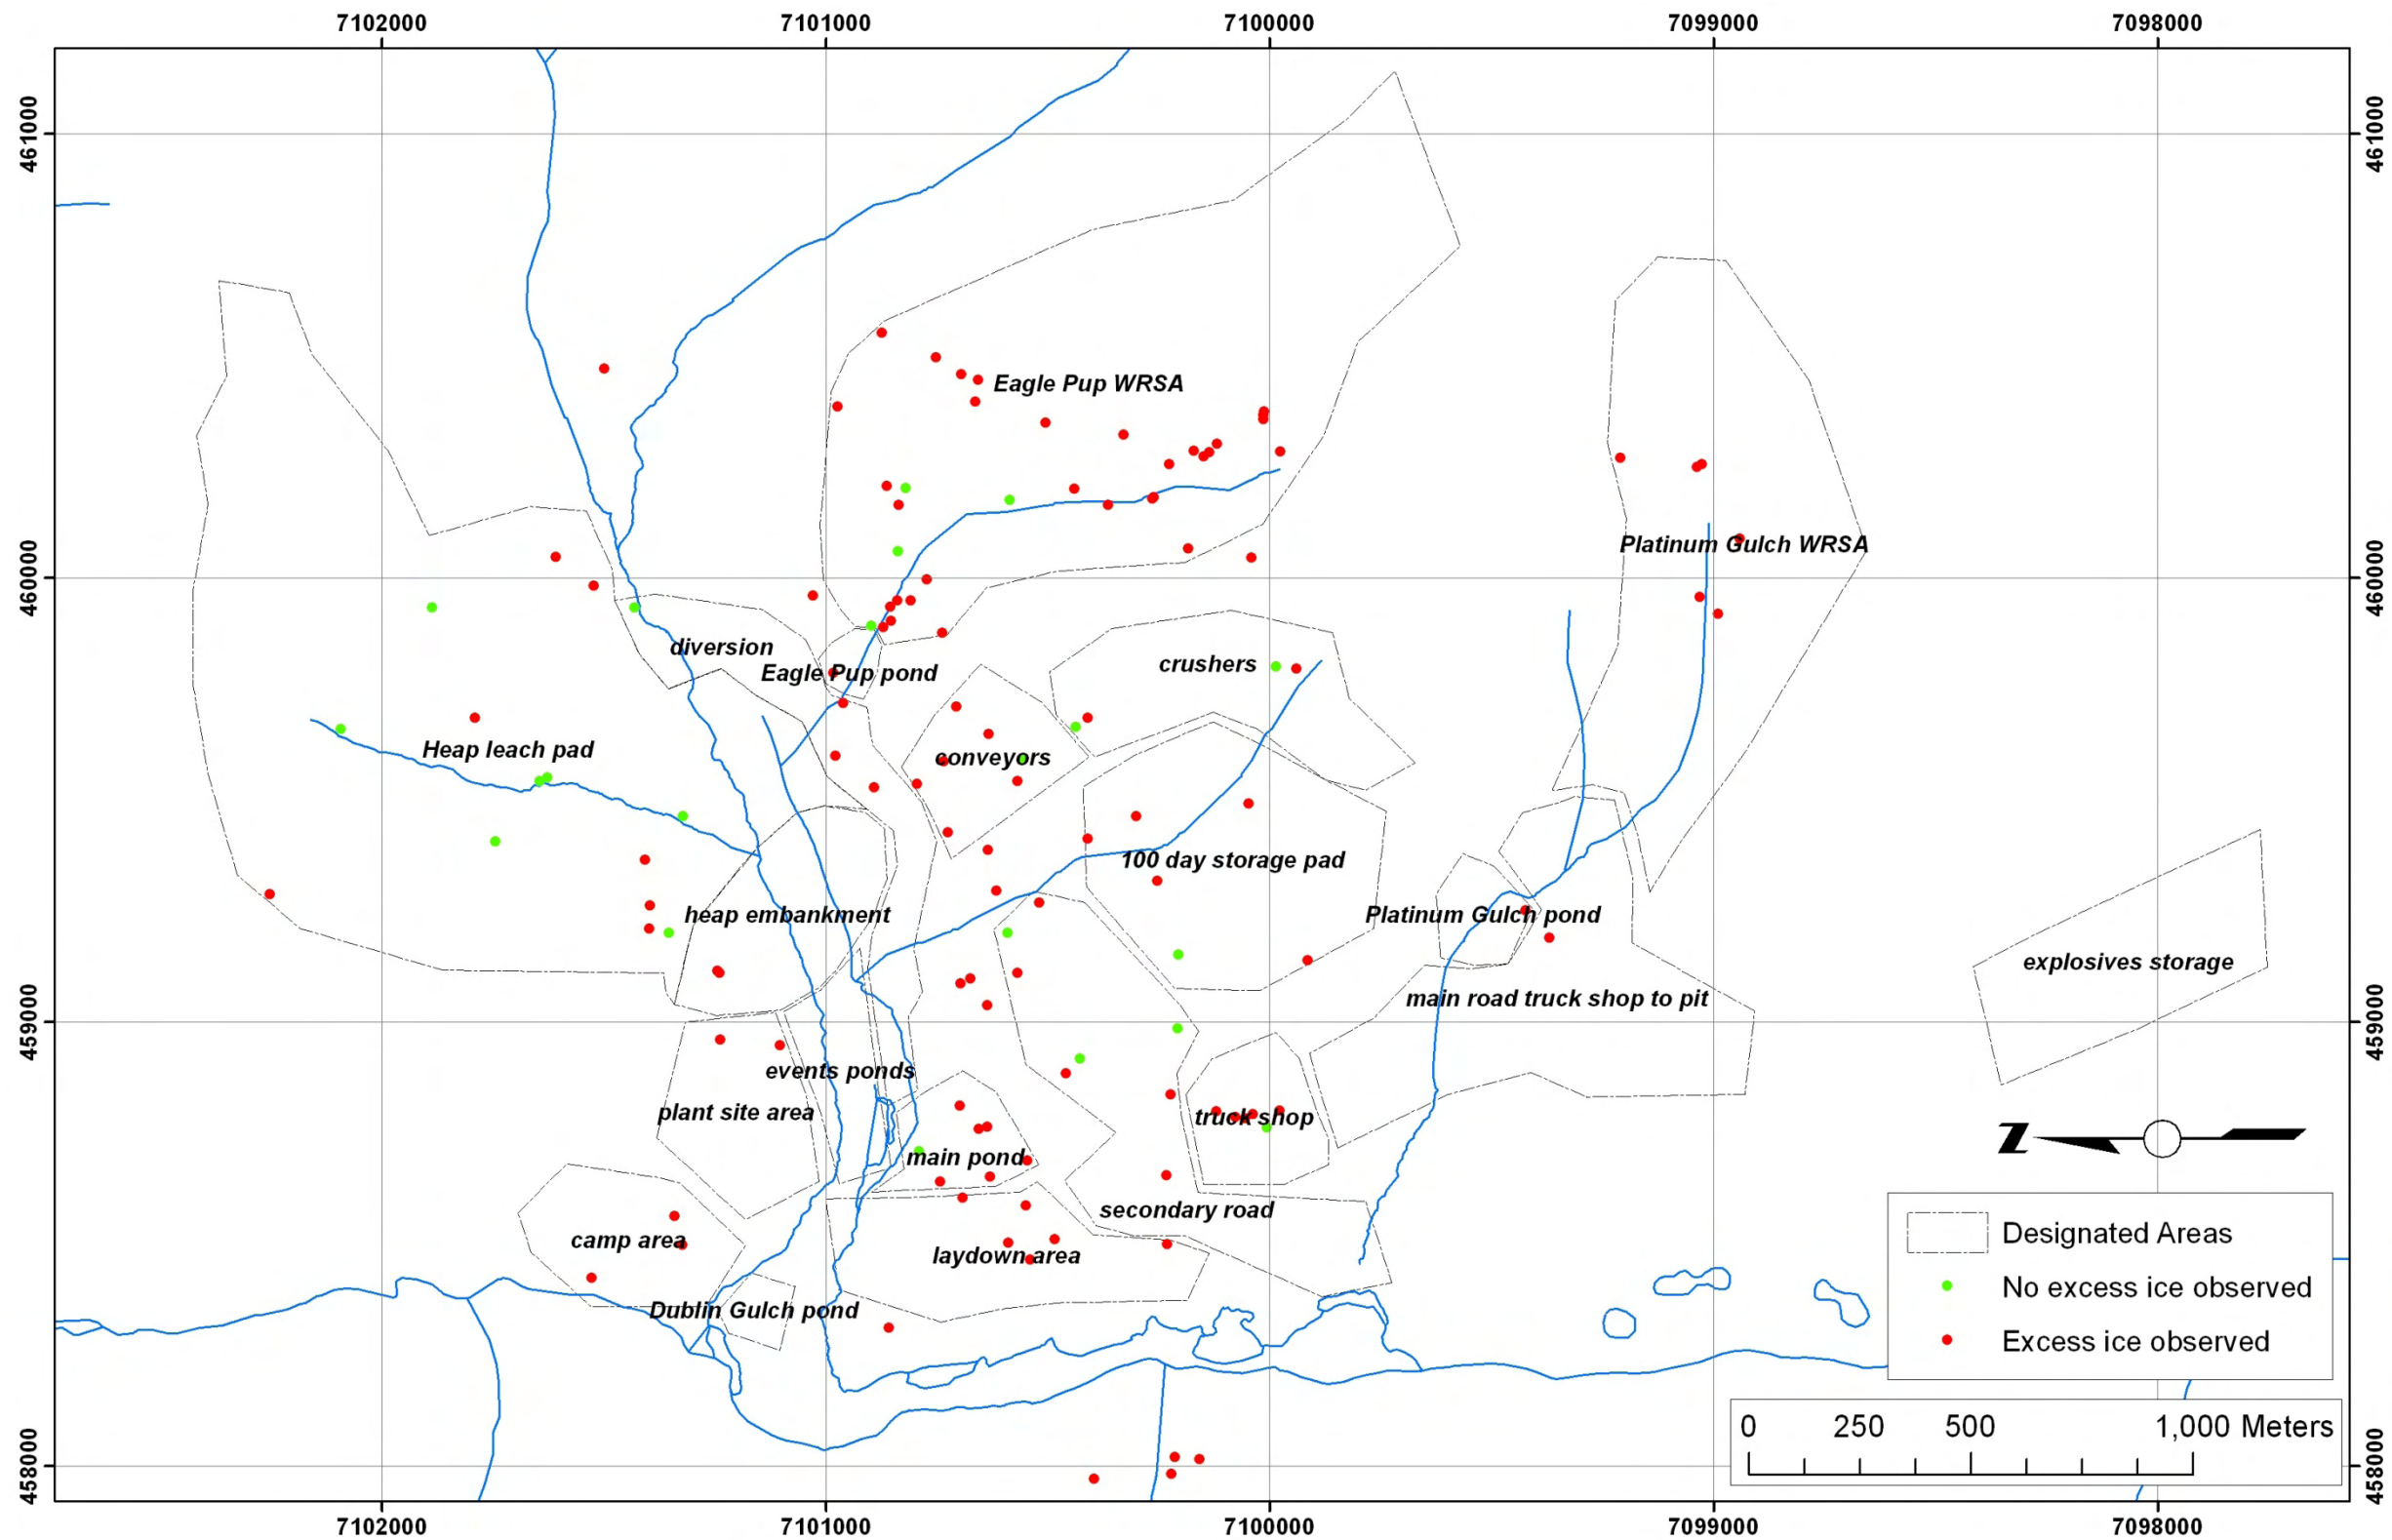 7102000 7101000 7100000 7099000 7098000
461000 461000
Eagle Pup WRSA
Platinum Gulch WRSA
460000 460000
diversion
crushers
Eagle Pup pond
Heap leach pad
conveyors
100 day storage pad
heap embankment
Platinum Gulch pond
explosives storage
main road truck shop to pit
459000 459000
events ponds
plant site area
truck shop
main pond
Z
secondary road
camp area
laydown area
Dublin Gulch pond
Designated Areas
No excess ice observed
Excess ice observed
0 250 500 1,000 Meters
458000 458000
7102000 7101000 7100000 7099000 7098000